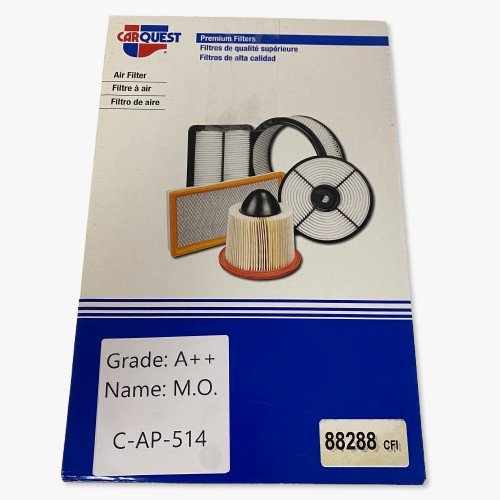 CARQUEST
Premium Filters
Filtres de qualité supérieure
Filtros de alta calidad
Air Filter
Filtre à air
Filtro de aire
Grade: A++
Name: M.O.
C-AP-514
88288 CFI